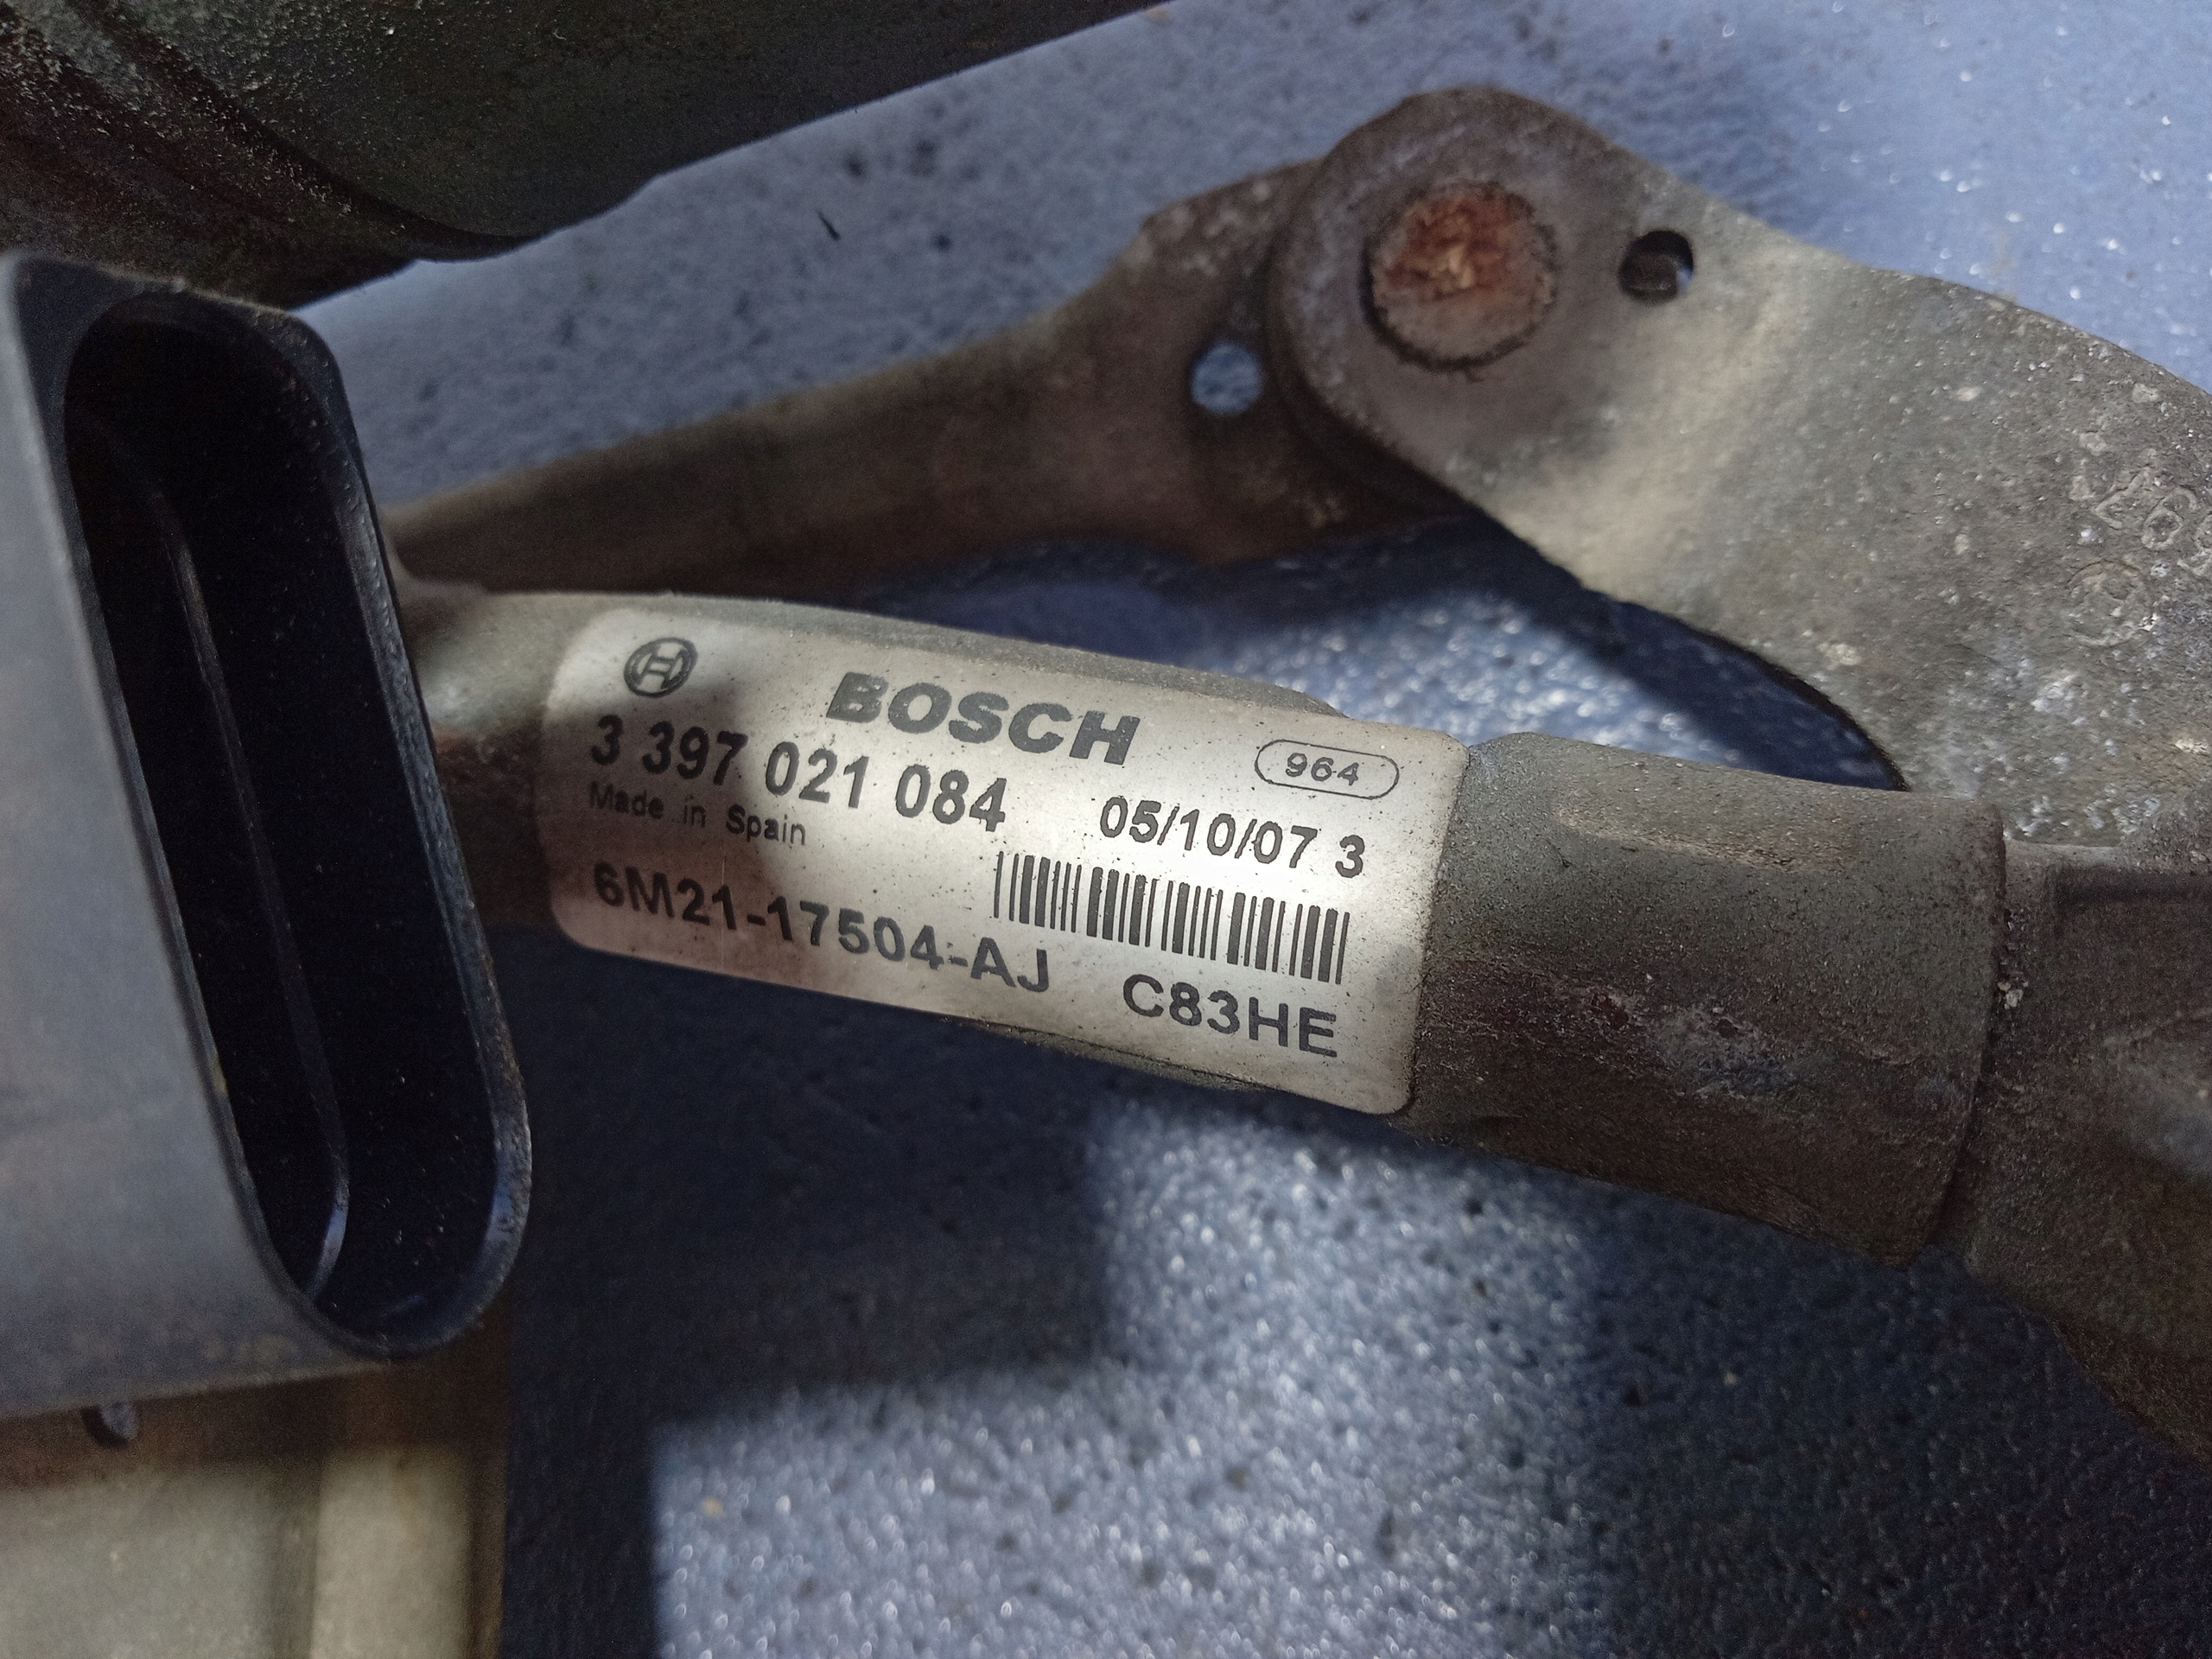 BOSCH
964
3 397 021 084
05/10/07 3
Made in Spain
6M21-17504-AJ
C83HE